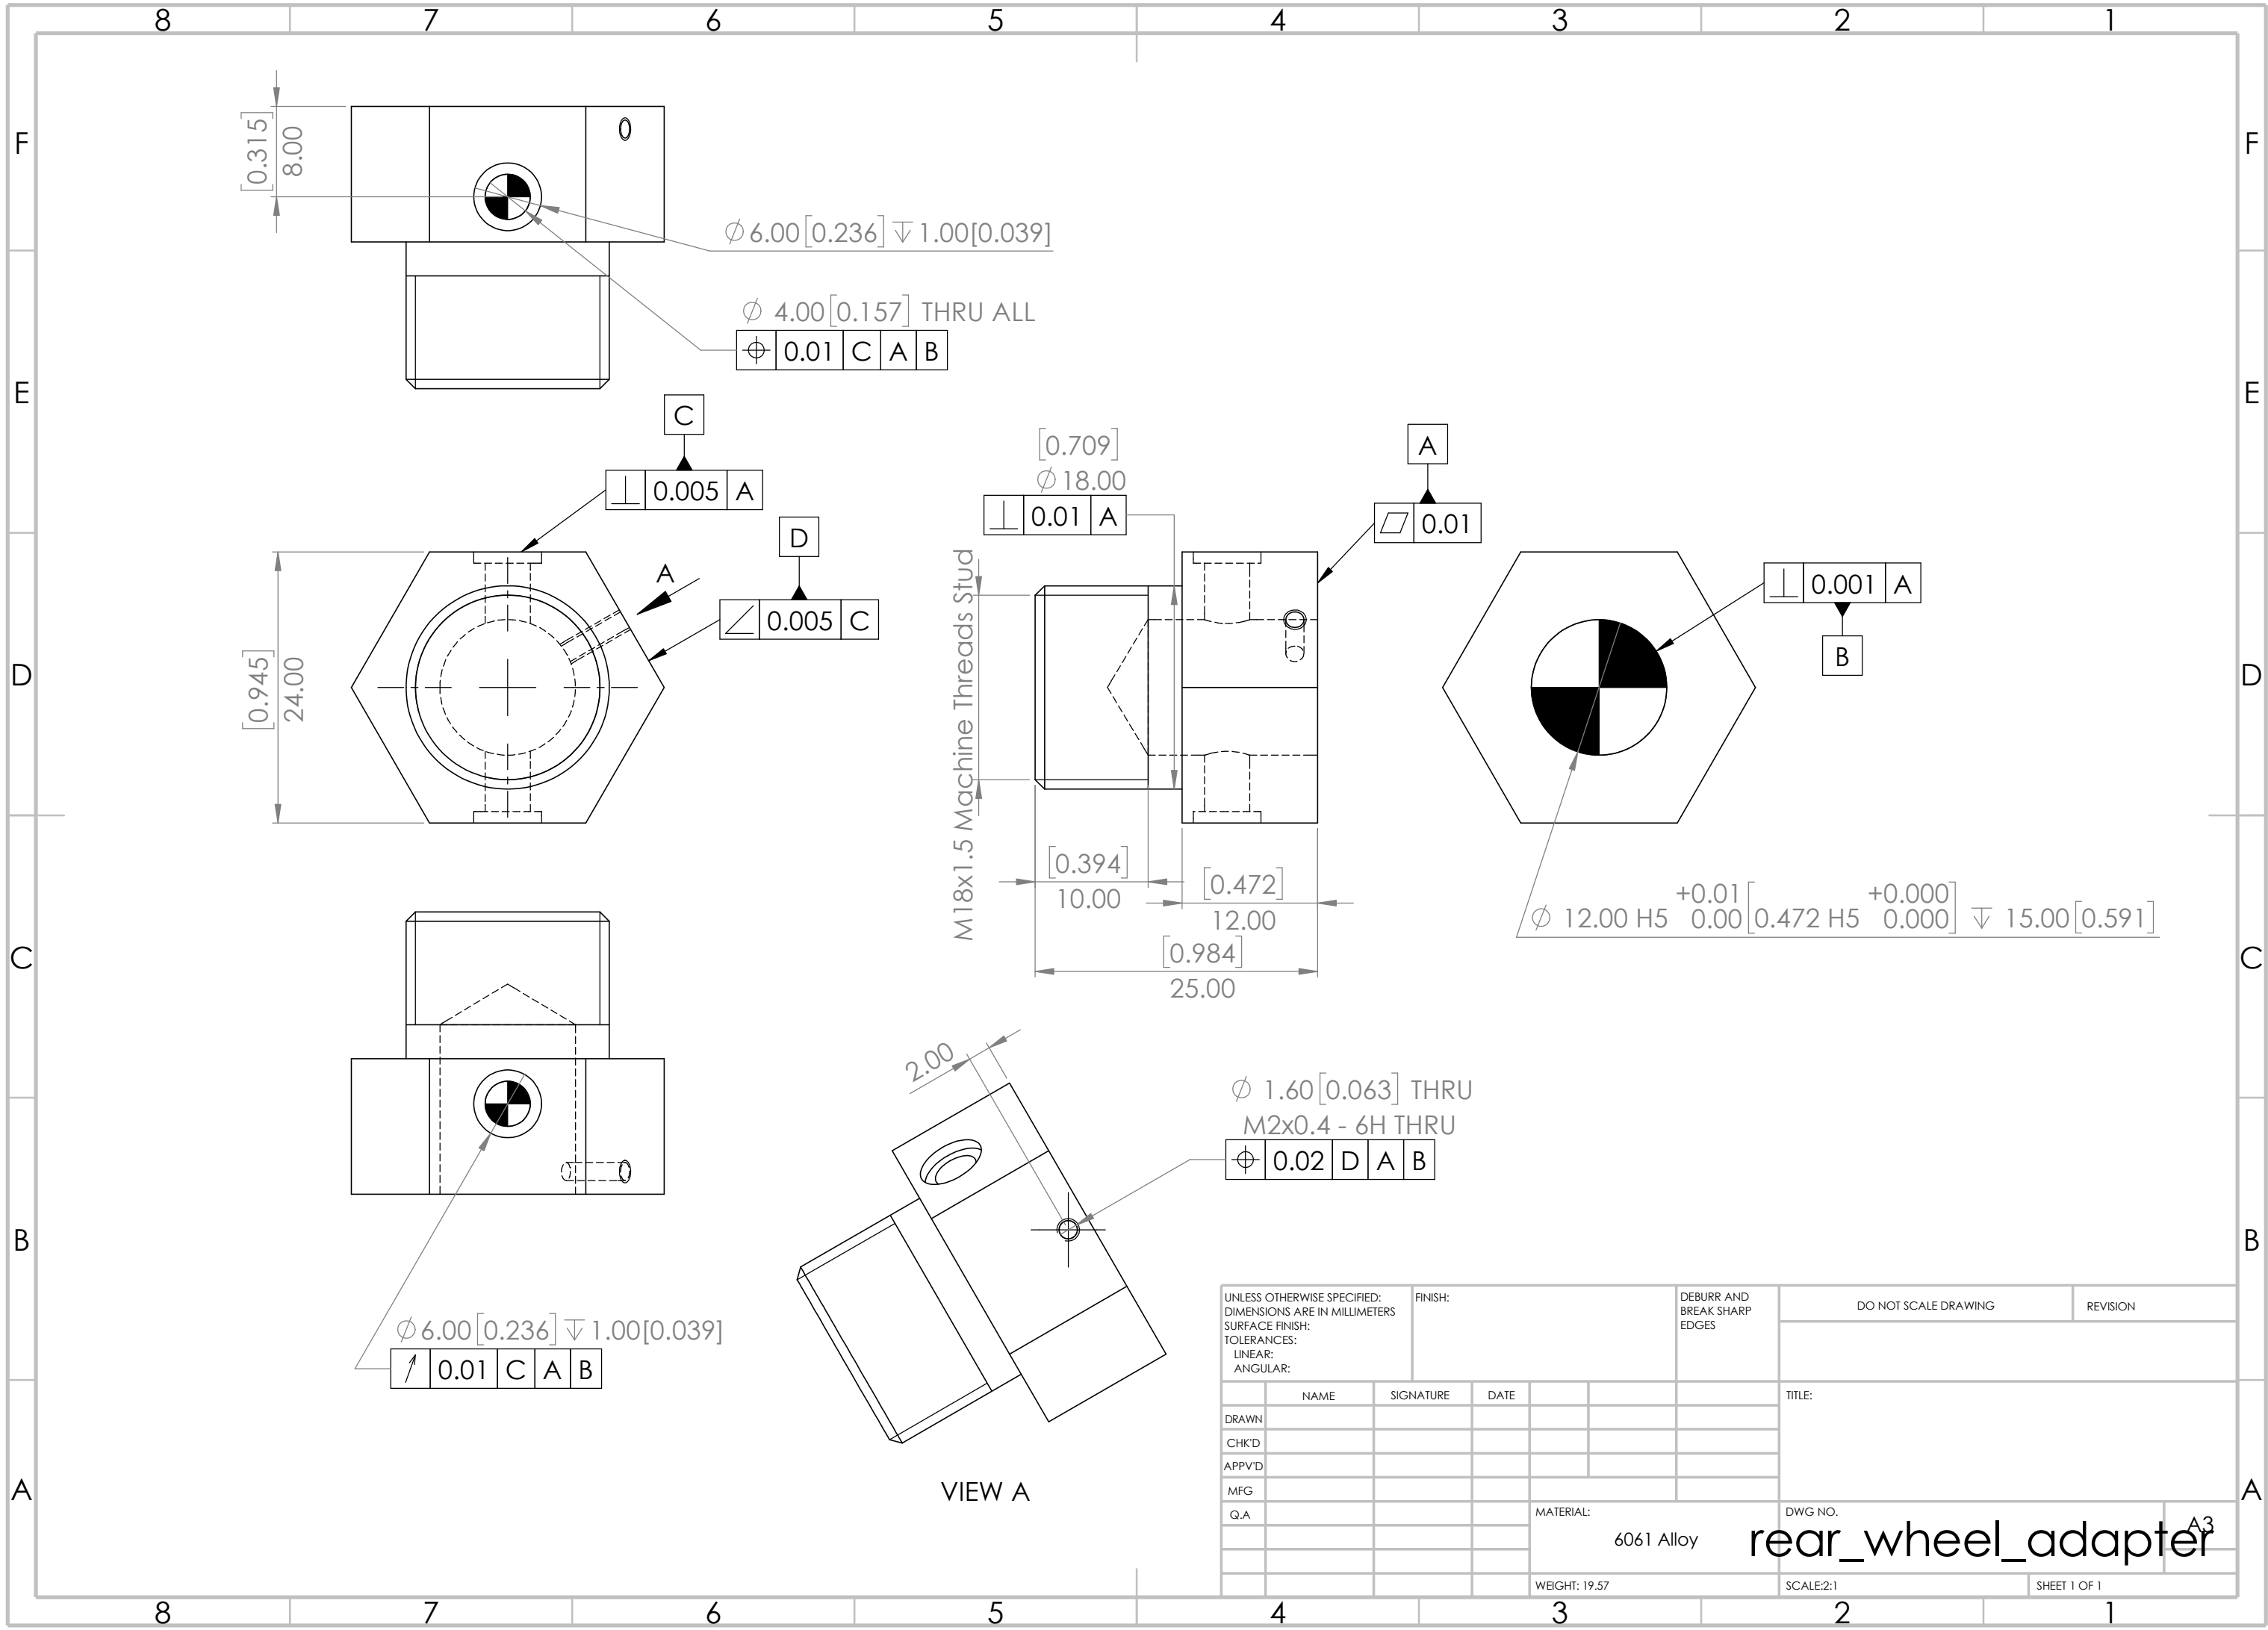 8 7 6 5 4 3 2 1
F F
E E
D D
C C
B B
A A
[0.315]
8.00
⌀6.00[0.236]↧1.00[0.039]
⌀ 4.00[0.157] THRU ALL
⌖ 0.01 C A B
C
⟂ 0.005 A
D
∠ 0.005 C
A
[0.945]
24.00
[0.709]
⌀18.00
⟂ 0.01 A
A
⏥ 0.01
M18x1.5 Machine Threads Stud
[0.394]
10.00
[0.472]
12.00
[0.984]
25.00
⟂ 0.001 A
B
⌀ 12.00 H5 +0.01 0.00 [0.472 H5 +0.000 0.000] ↧ 15.00[0.591]
⌀6.00[0.236]↧1.00[0.039]
↗ 0.01 C A B
2.00
⌀ 1.60[0.063] THRU
M2x0.4 - 6H THRU
⌖ 0.02 D A B
VIEW A
UNLESS OTHERWISE SPECIFIED:
DIMENSIONS ARE IN MILLIMETERS
SURFACE FINISH:
TOLERANCES:
LINEAR:
ANGULAR:
FINISH:
DEBURR AND
BREAK SHARP
EDGES
DO NOT SCALE DRAWING
REVISION
NAME SIGNATURE DATE
DRAWN
CHK'D
APPV'D
MFG
Q.A
TITLE:
MATERIAL:
6061 Alloy
DWG NO.
rear_wheel_adapter
A3
WEIGHT: 19.57
SCALE:2:1
SHEET 1 OF 1
8 7 6 5 4 3 2 1